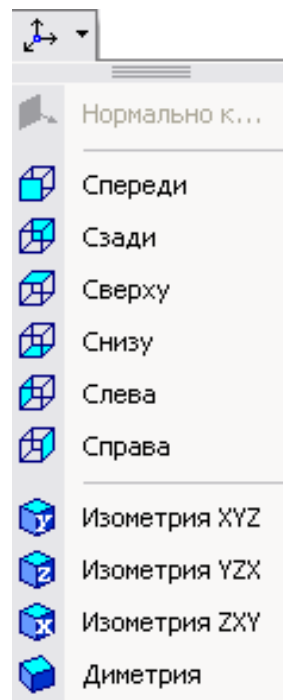 Нормально к...
Спереди
Сзади
Сверху
Снизу
Слева
Справа
Изометрия XYZ
Изометрия YZX
Изометрия ZXY
Диметрия